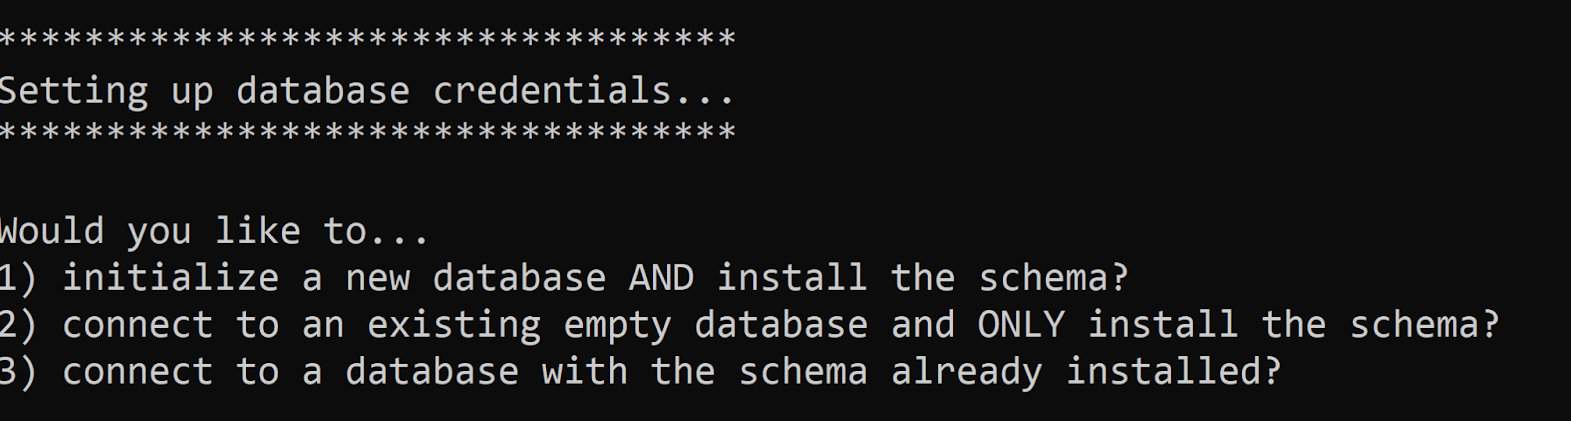 **********************************
Setting up database credentials...
**********************************
Would you like to...
1) initialize a new database AND install the schema?
2) connect to an existing empty database and ONLY install the schema?
3) connect to a database with the schema already installed?